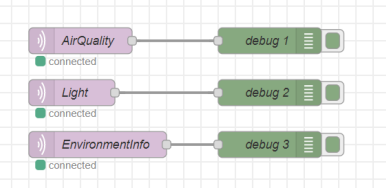 AirQuality debug 1
connected
Light debug 2
connected
EnvironmentInfo debug 3
connected